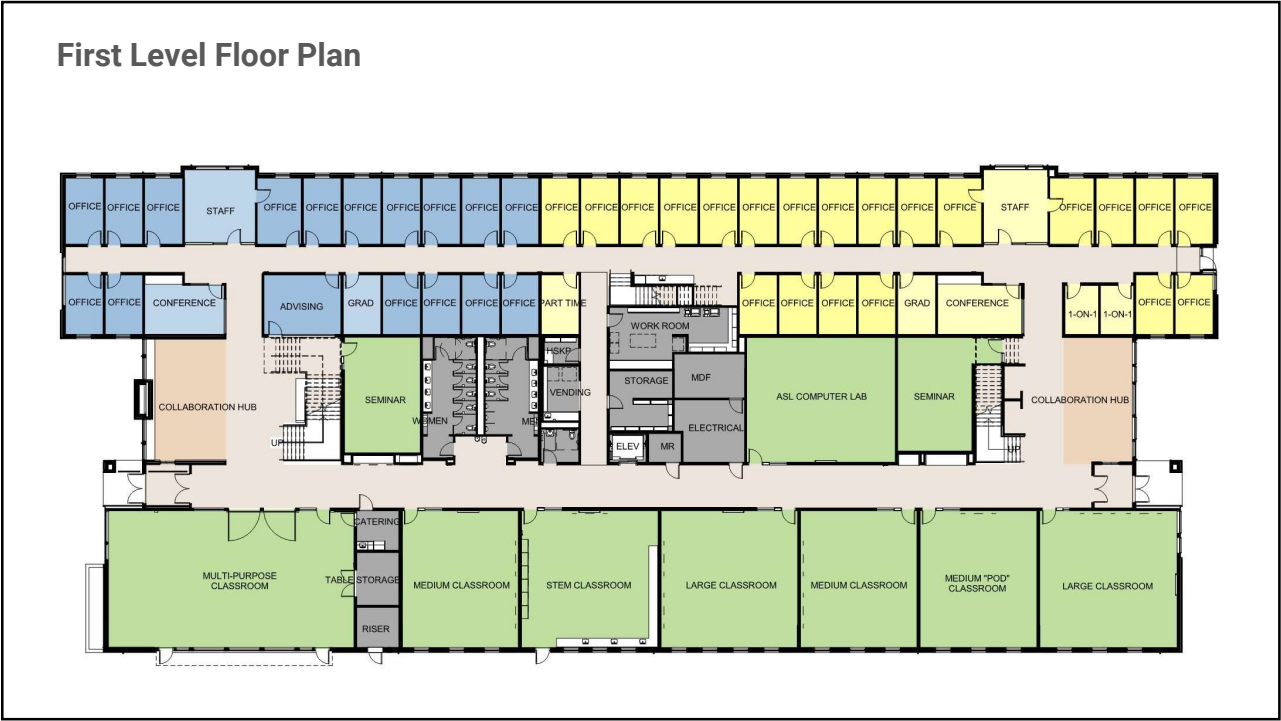 First Level Floor Plan
OFFICE OFFICE OFFICE STAFF OFFICE OFFICE OFFICE OFFICE OFFICE OFFICE OFFICE OFFICE OFFICE OFFICE OFFICE OFFICE OFFICE OFFICE OFFICE OFFICE OFFICE OFFICE STAFF OFFICE OFFICE OFFICE OFFICE
OFFICE OFFICE CONFERENCE ADVISING GRAD OFFICE OFFICE OFFICE OFFICE PART TIME OFFICE OFFICE OFFICE OFFICE GRAD CONFERENCE 1-ON-1 1-ON-1 OFFICE OFFICE
WORK ROOM
HSKP
STORAGE MDF
VENDING
COLLABORATION HUB SEMINAR ASL COMPUTER LAB SEMINAR COLLABORATION HUB
WOMEN MEN ELECTRICAL
UP ELEV MR UP
CATERING
MULTI-PURPOSE
CLASSROOM
TABLE STORAGE MEDIUM CLASSROOM STEM CLASSROOM LARGE CLASSROOM MEDIUM CLASSROOM MEDIUM "POD"
CLASSROOM
LARGE CLASSROOM
RISER